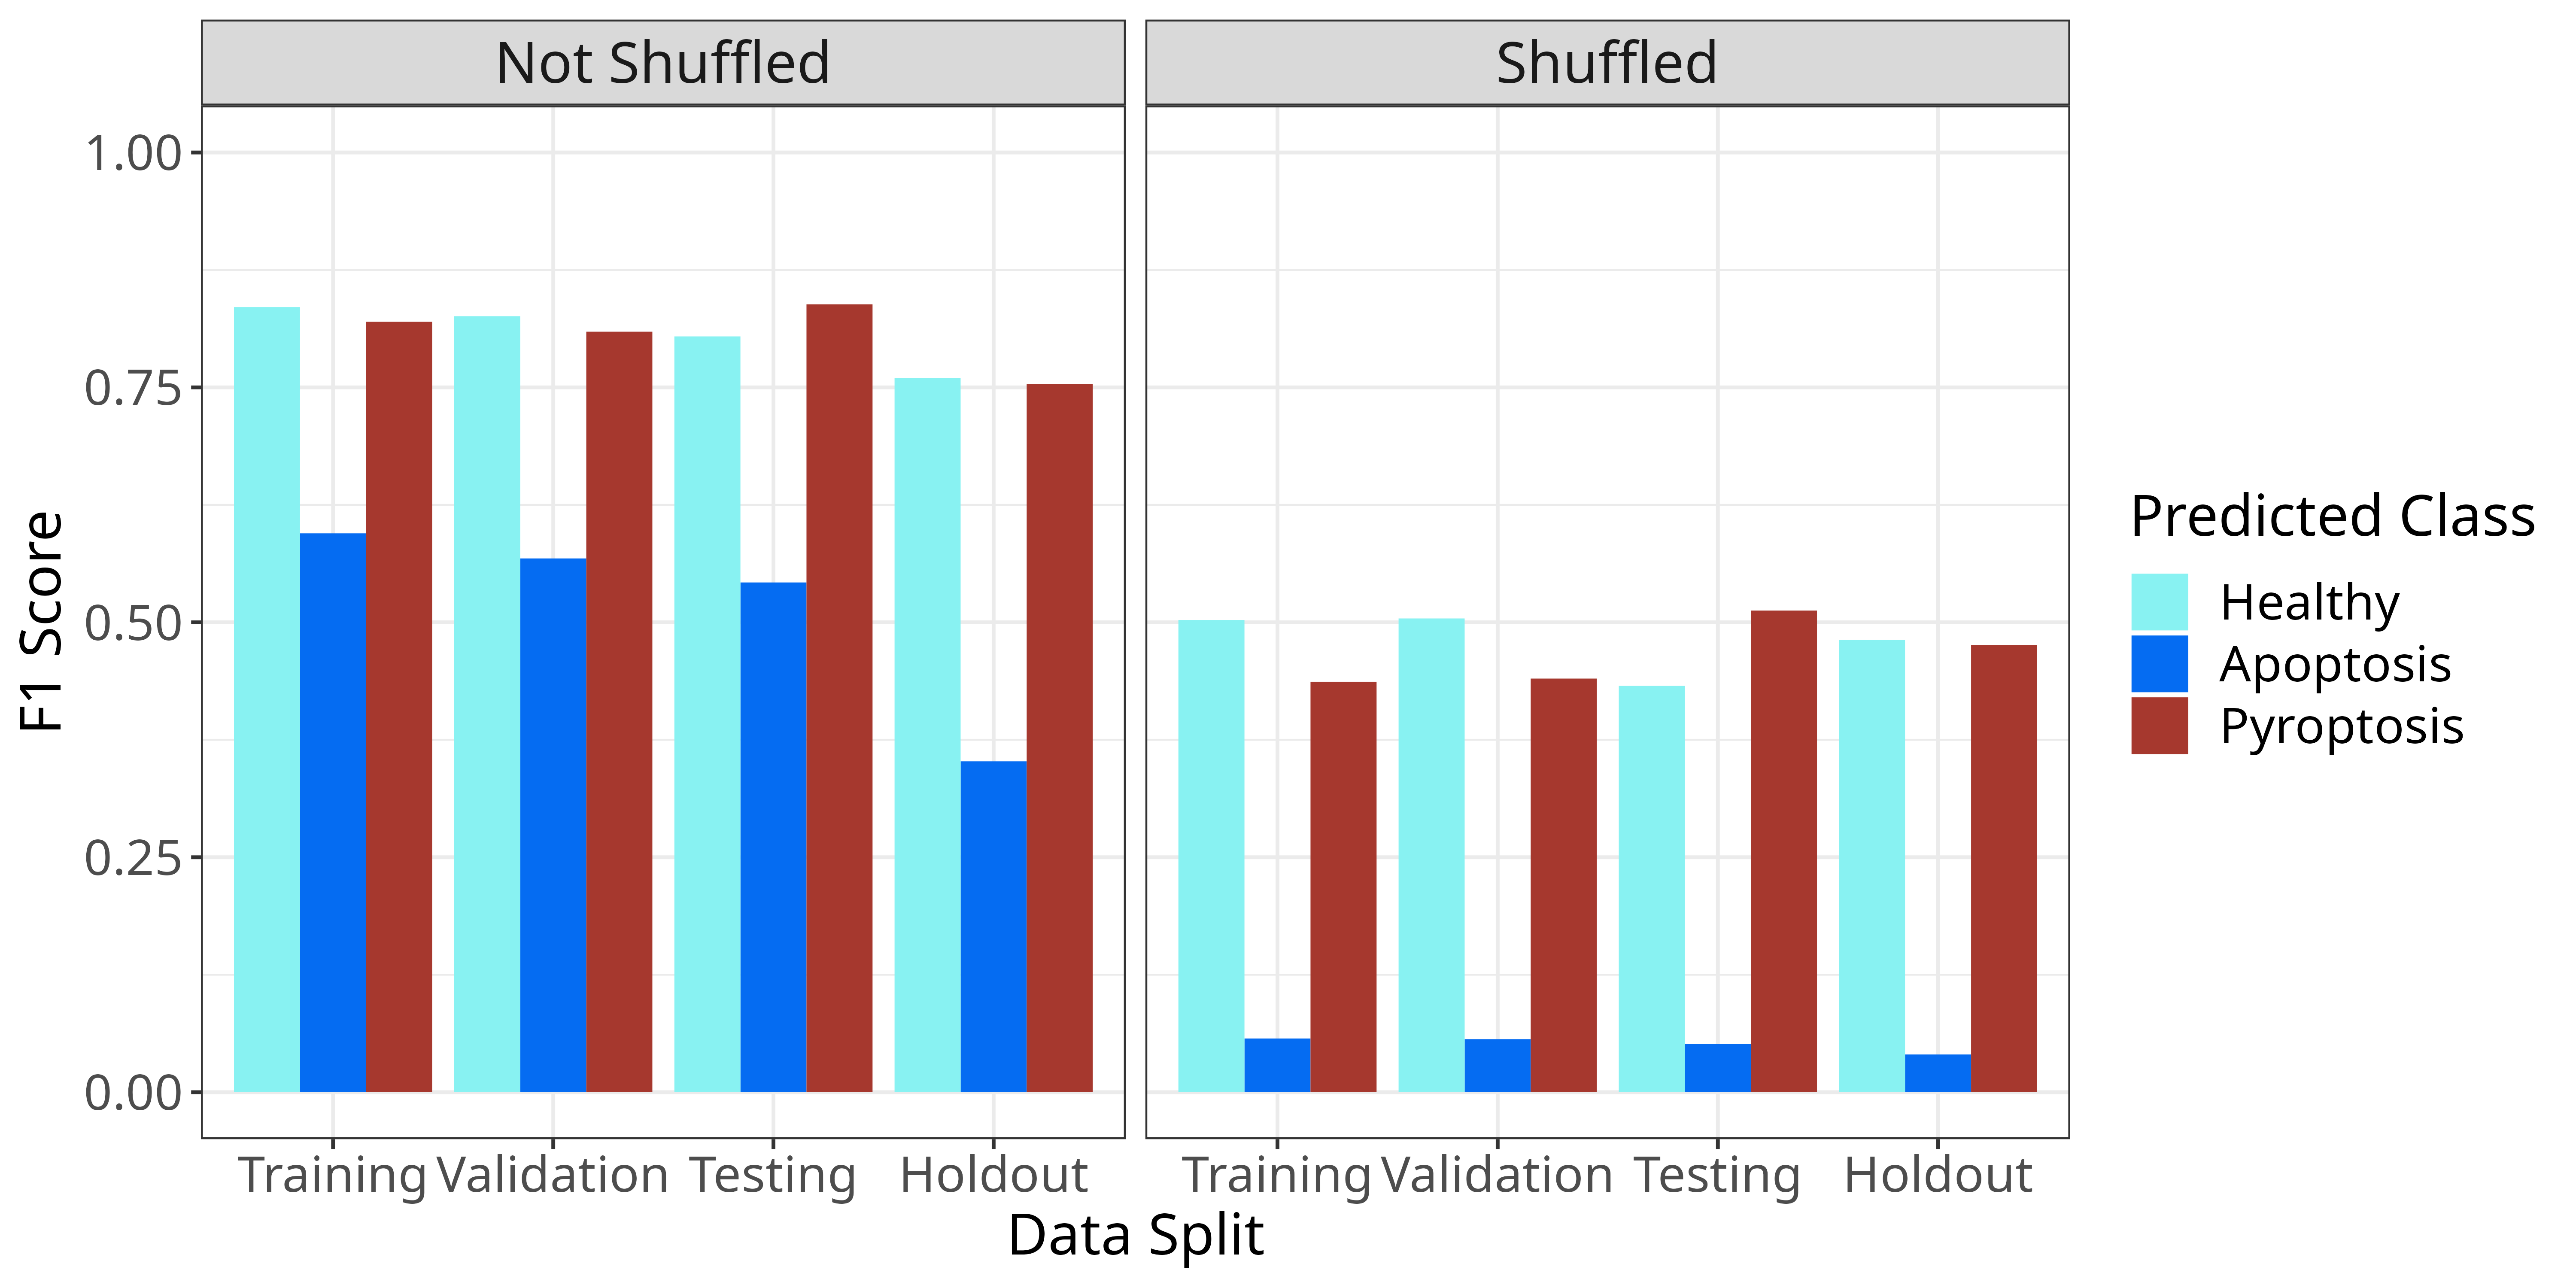 Not Shuffled
Shuffled
1.00
0.75
0.50
0.25
0.00
F1 Score
Training Validation Testing Holdout
Training Validation Testing Holdout
Data Split
Predicted Class
Healthy
Apoptosis
Pyroptosis